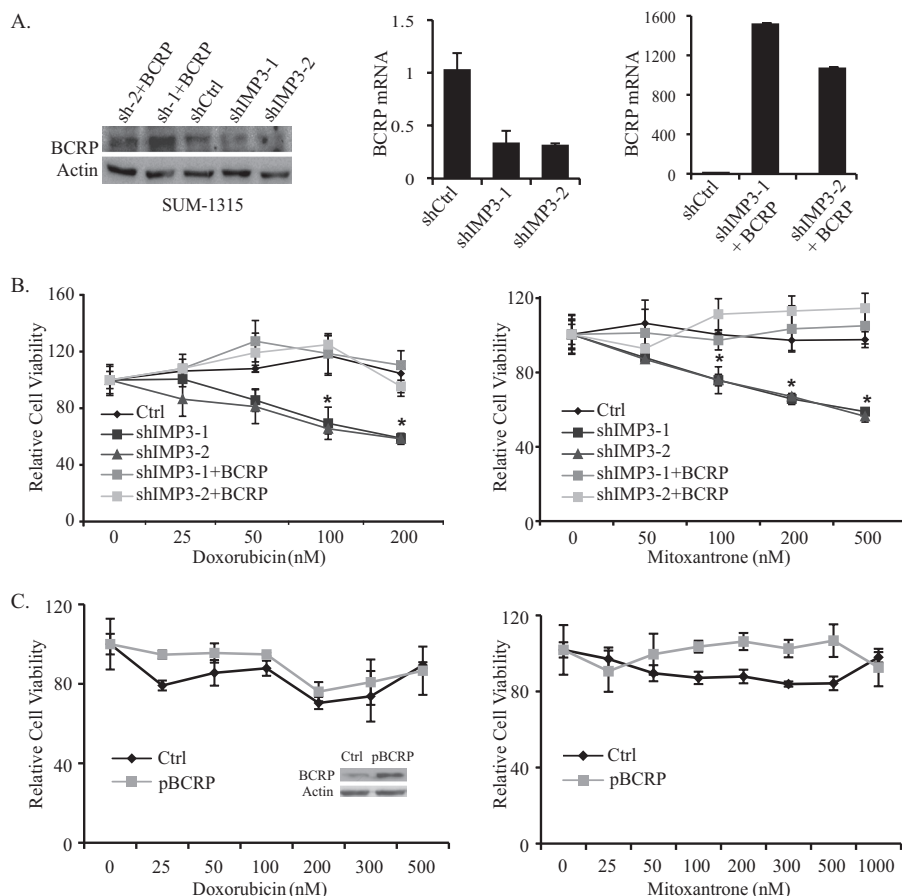 A.
sh-2+BCRP
sh-1+BCRP
shCtrl
shIMP3-1
shIMP3-2
BCRP
Actin
SUM-1315
BCRP mRNA
1.5
1
0.5
0
shCtrl
shIMP3-1
shIMP3-2
BCRP mRNA
1600
1200
800
400
0
shCtrl
shIMP3-1
+ BCRP
shIMP3-2
+ BCRP
B.
Relative Cell Viability
160
120
80
40
0
* *
Ctrl
shIMP3-1
shIMP3-2
shIMP3-1+BCRP
shIMP3-2+BCRP
0 25 50 100 200
Doxorubicin (nM)
Relative Cell Viability
120
80
40
0
* * *
Ctrl
shIMP3-1
shIMP3-2
shIMP3-1+BCRP
shIMP3-2+BCRP
0 50 100 200 500
Mitoxantrone (nM)
C.
Relative Cell Viability
120
80
40
0
Ctrl
pBCRP
Ctrl pBCRP
BCRP
Actin
0 25 50 100 200 300 500
Doxorubicin (nM)
Relative Cell Viability
120
80
40
0
Ctrl
pBCRP
0 25 50 100 200 300 500 1000
Mitoxantrone (nM)